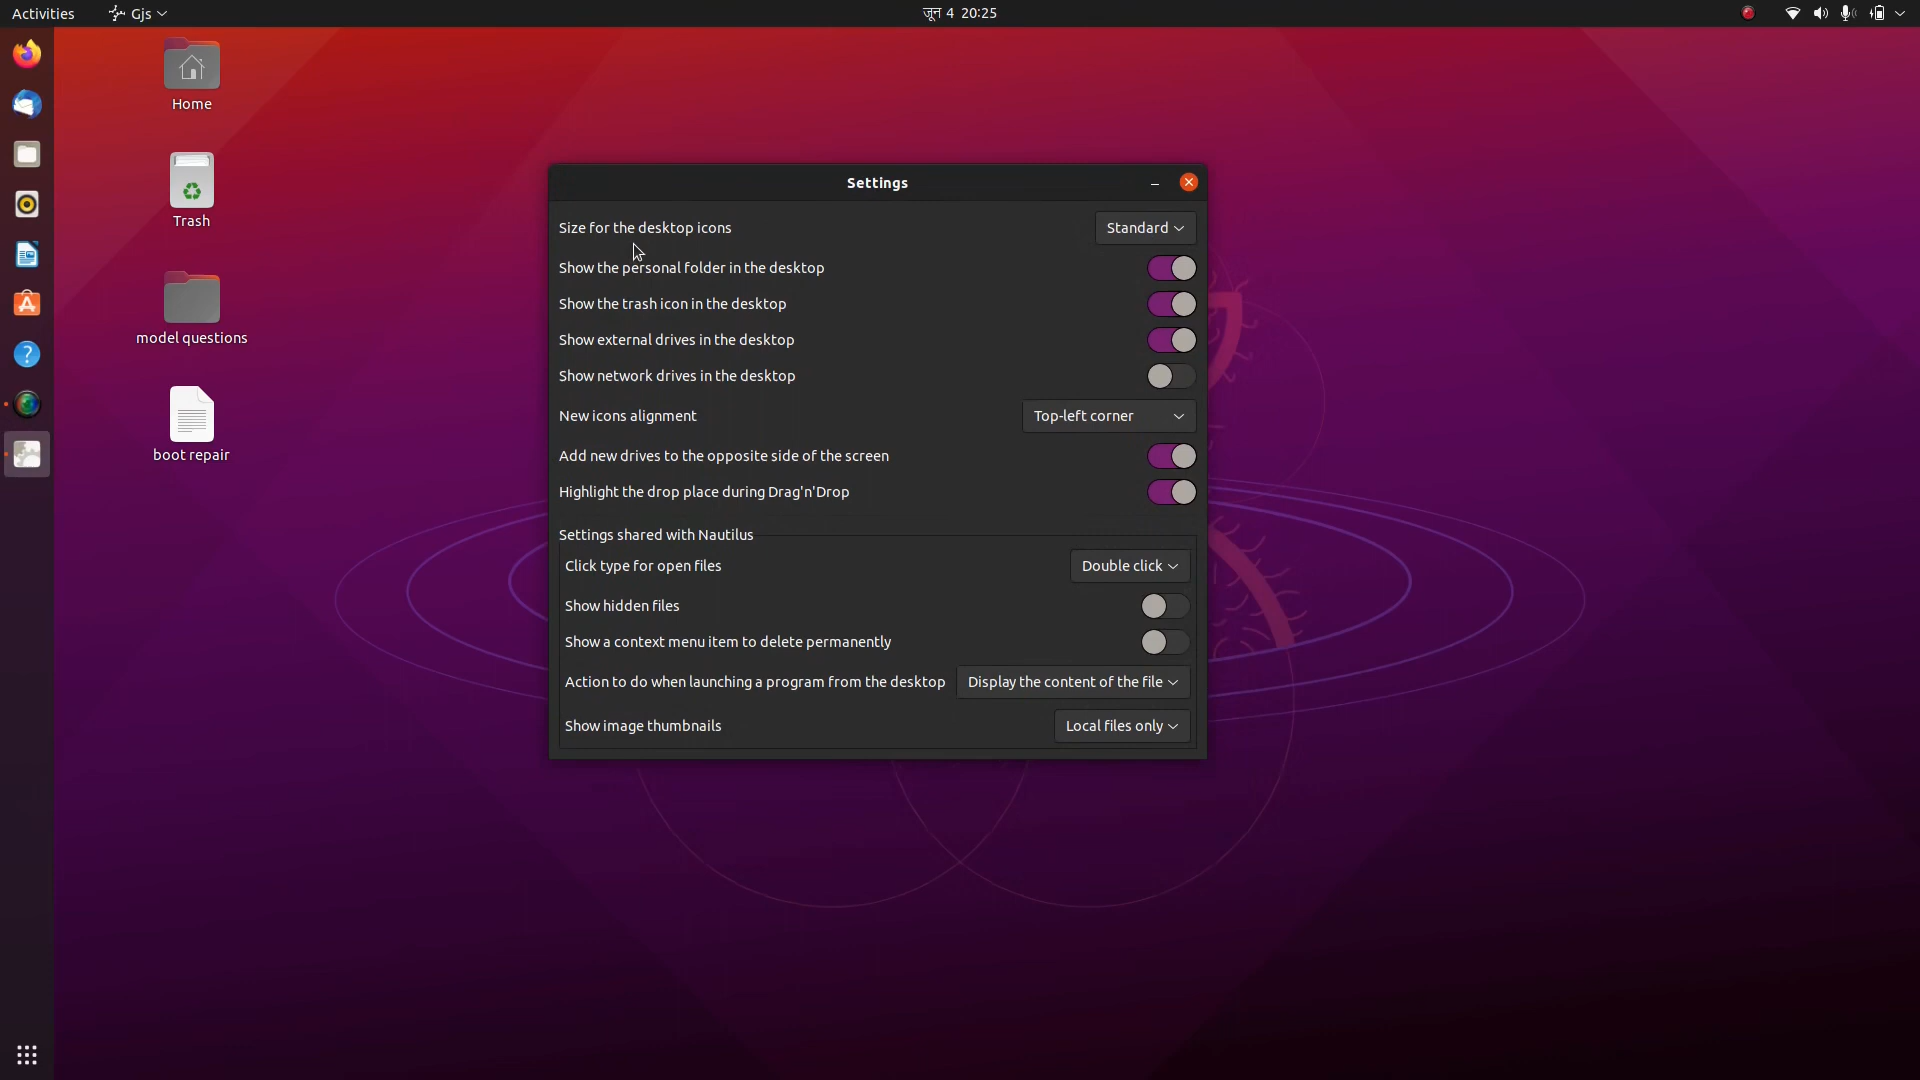 Activities
Gjs
जून 4 20:25
Home
Trash
model questions
boot repair
Settings
Size for the desktop icons
Standard
Show the personal folder in the desktop
Show the trash icon in the desktop
Show external drives in the desktop
Show network drives in the desktop
New icons alignment
Top-left corner
Add new drives to the opposite side of the screen
Highlight the drop place during Drag'n'Drop
Settings shared with Nautilus
Click type for open files
Double click
Show hidden files
Show a context menu item to delete permanently
Action to do when launching a program from the desktop
Display the content of the file
Show image thumbnails
Local files only